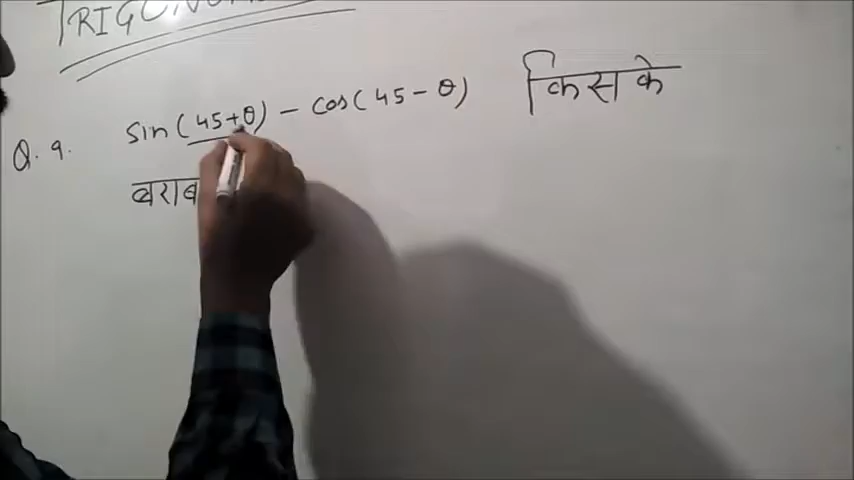 Q. 9. sin (45+θ) - cos (45 - θ) किस के